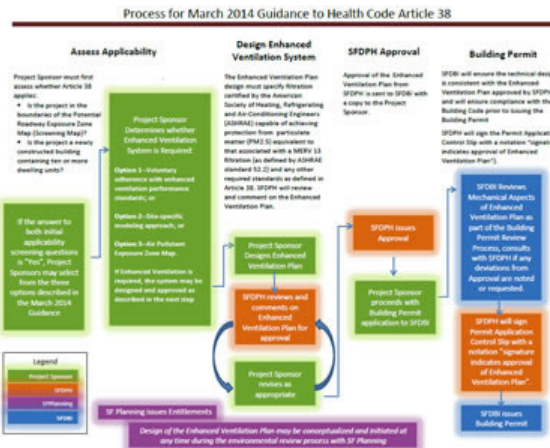 Process for March 2014 Guidance to Health Code Article 38
Assess Applicability
Project Sponsor must first
assess whether Article 38
applies:
• Is the project in the
boundaries of the Potential
Roadway Exposure Zone
Map (Screening Map)?
• Is the project a newly
constructed building
containing ten or more
dwelling units?
If the answer to
both initial
applicability
screening questions
is "Yes", Project
Sponsors may select
from the three
options described in
the March 2014
Guidance
Project Sponsor
Determines whether
Enhanced Ventilation
System is Required:
Option 1–Voluntary
adherence with enhanced
ventilation performance
standards; or
Option 2–Site-specific
modeling approach; or
Option 3–Air Pollutant
Exposure Zone Map.
If Enhanced Ventilation is
required, the system may
be designed and approved as
described in the next step
Design Enhanced
Ventilation System
The Enhanced Ventilation Plan
design must specify filtration
certified by the American
Society of Heating, Refrigerating
and Air-Conditioning Engineers
(ASHRAE) capable of achieving
protection from particulate
matter (PM2.5) equivalent to
that associated with a MERV 13
filtration (as defined by ASHRAE
standard 52.2) and any other
required standards as defined in
Article 38. SFDPH will review
and comment on the Enhanced
Ventilation Plan.
Project Sponsor
Designs Enhanced
Ventilation Plan
SFDPH reviews and
comments on
Enhanced
Ventilation Plan for
approval
Project Sponsor
revises as
appropriate
SFDPH Approval
Approval of the Enhanced
Ventilation Plan from
SFDPH is sent to SFDBI with
a copy to the Project
Sponsor.
SFDPH issues
Approval
Project Sponsor
proceeds with
Building Permit
application to SFDBI
Building Permit
SFDBI will ensure the technical des
is consistent with the Enhanced
Ventilation Plan approved by SFDPH
and will ensure compliance with the
Building Code prior to issuing the
Building Permit
SFDPH will sign the Permit Applicat
Control Slip with a notation "signat
indicates approval of Enhanced
Ventilation Plan").
SFDBI Reviews
Mechanical Aspects of
Enhanced Ventilation
Plan as
part of the Building
Permit Review
Process, consults
with SFDPH if any
deviations from
Approval are noted
or requested.
SFDPH will sign
Permit Application
Control Slip with a
notation "signature
indicates approval
of Enhanced
Ventilation Plan".
SFDBI issues
Building Permit
Legend
Project Sponsor
SFDPH
SFPlanning
SFDBI
SF Planning Issues Entitlements
Design of the Enhanced Ventilation Plan may be conceptualized and initiated at
any time during the environmental review process with SF Planning